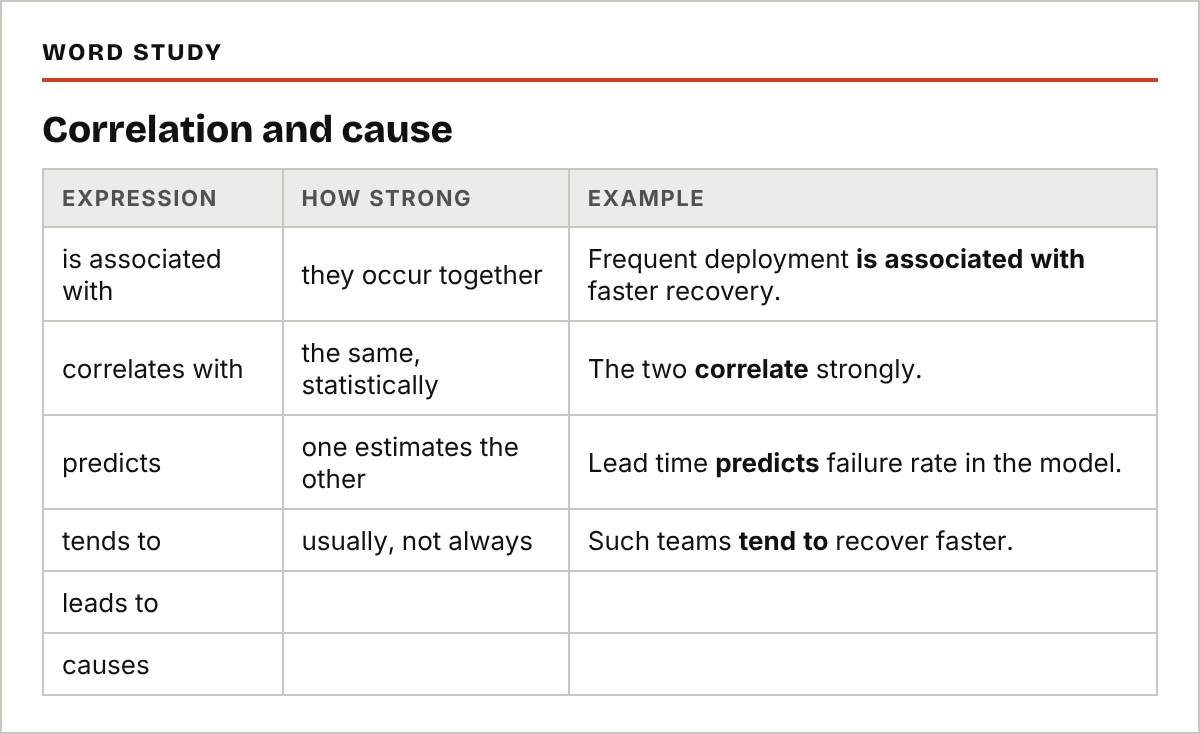 WORD STUDY
Correlation and cause
EXPRESSION
HOW STRONG
EXAMPLE
is associated
with
they occur together
Frequent deployment is associated with
faster recovery.
correlates with
the same,
statistically
The two correlate strongly.
predicts
one estimates the
other
Lead time predicts failure rate in the model.
tends to
usually, not always
Such teams tend to recover faster.
leads to
causes